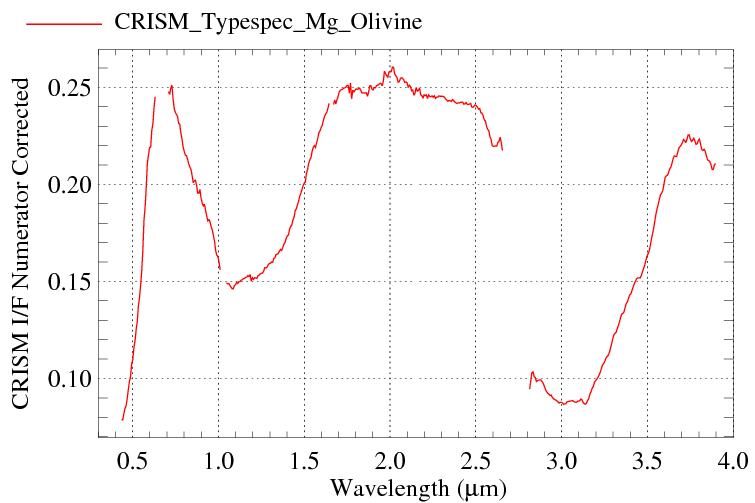 CRISM_Typespec_Mg_Olivine
CRISM I/F Numerator Corrected
0.25
0.20
0.15
0.10
0.5 1.0 1.5 2.0 2.5 3.0 3.5 4.0
Wavelength (μm)